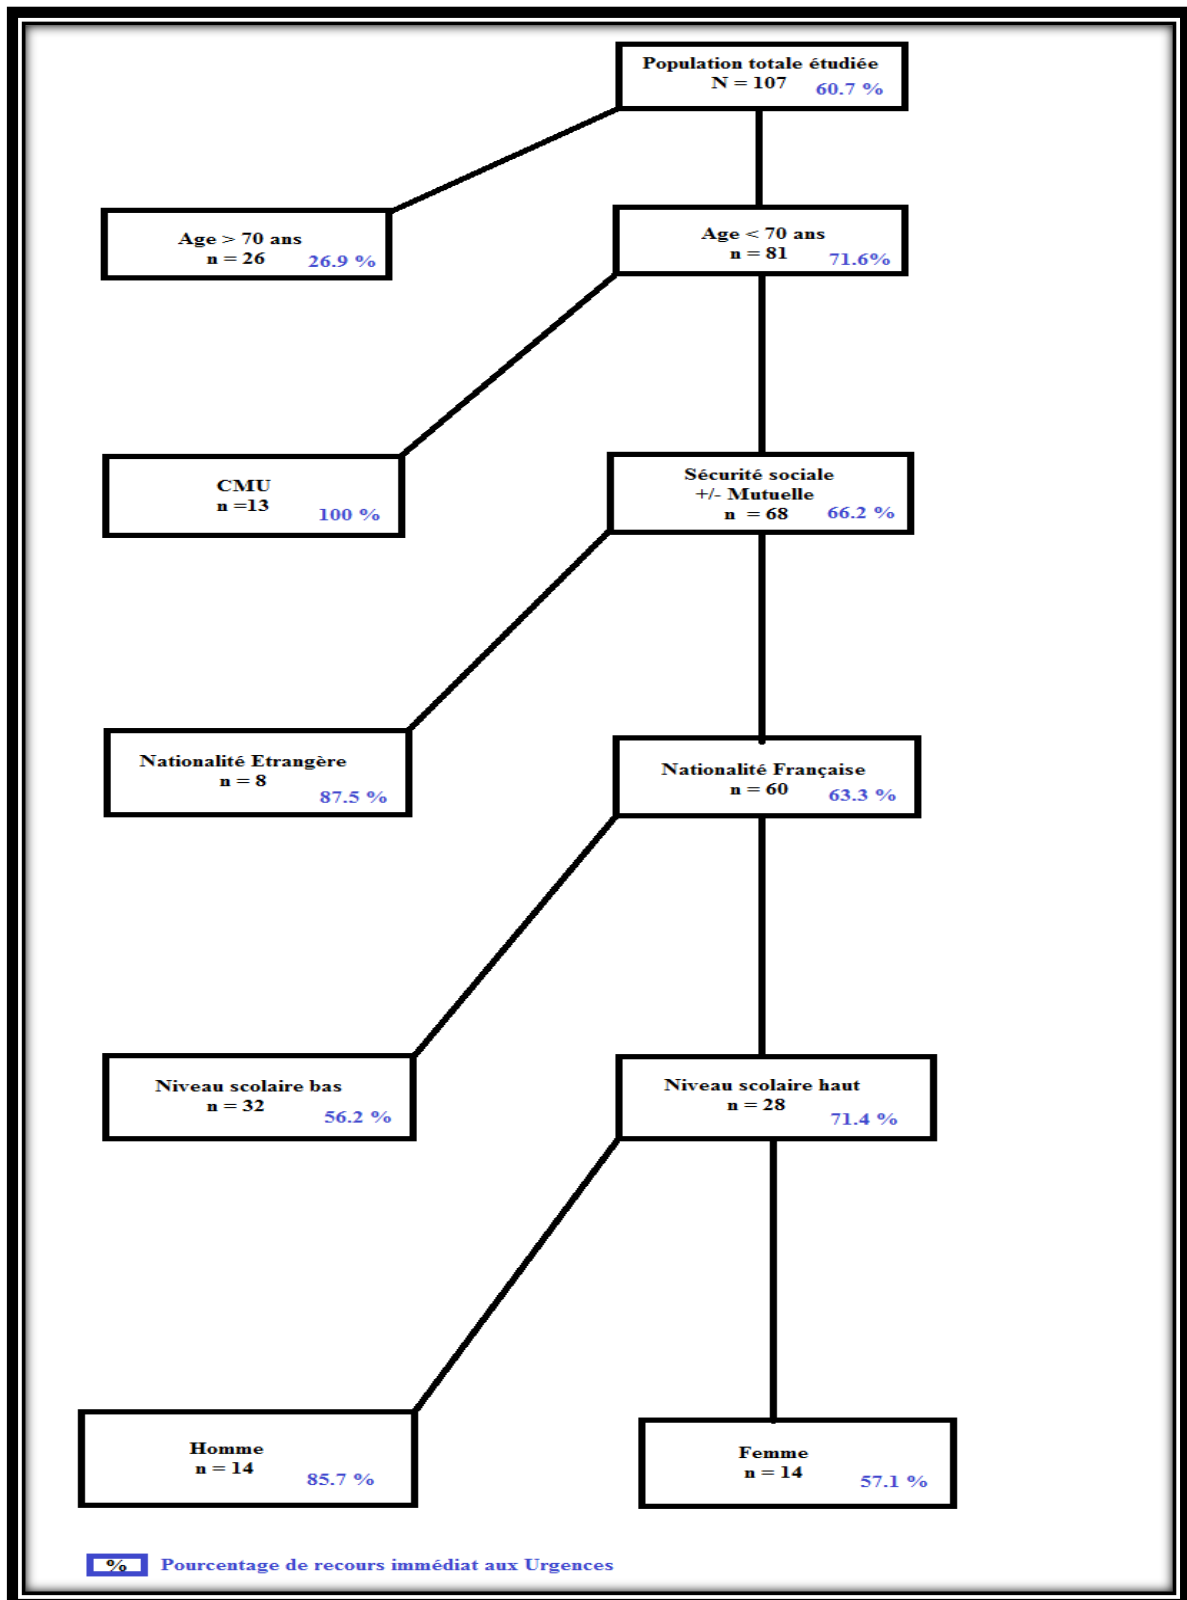 Population totale étudiée
N = 107 60.7 %
Age > 70 ans
n = 26 26.9 %
Age < 70 ans
n = 81 71.6%
CMU
n =13 100 %
Sécurité sociale
+/- Mutuelle
n = 68 66.2 %
Nationalité Etrangère
n = 8 87.5 %
Nationalité Française
n = 60 63.3 %
Niveau scolaire bas
n = 32 56.2 %
Niveau scolaire haut
n = 28 71.4 %
Homme
n = 14 85.7 %
Femme
n = 14 57.1 %
% Pourcentage de recours immédiat aux Urgences